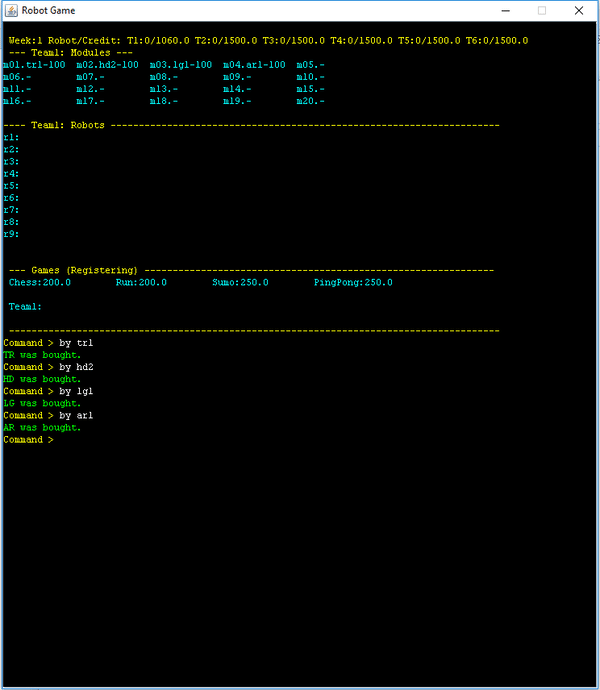 Robot Game
Week:1 Robot/Credit: T1:0/1060.0 T2:0/1500.0 T3:0/1500.0 T4:0/1500.0 T5:0/1500.0 T6:0/1500.0
--- Team1: Modules ---
m01.tr1-100 m02.hd2-100 m03.lg1-100 m04.ar1-100 m05.-
m06.- m07.- m08.- m09.- m10.-
m11.- m12.- m13.- m14.- m15.-
m16.- m17.- m18.- m19.- m20.-
---- Team1: Robots ---------------------------------------------------------------------
r1:
r2:
r3:
r4:
r5:
r6:
r7:
r8:
r9:
--- Games (Registering) --------------------------------------------------------------
Chess:200.0 Run:200.0 Sumo:250.0 PingPong:250.0
Team1:
---------------------------------------------------------------------------------------
Command > by tr1
TR was bought.
Command > by hd2
HD was bought.
Command > by lg1
LG was bought.
Command > by ar1
AR was bought.
Command >